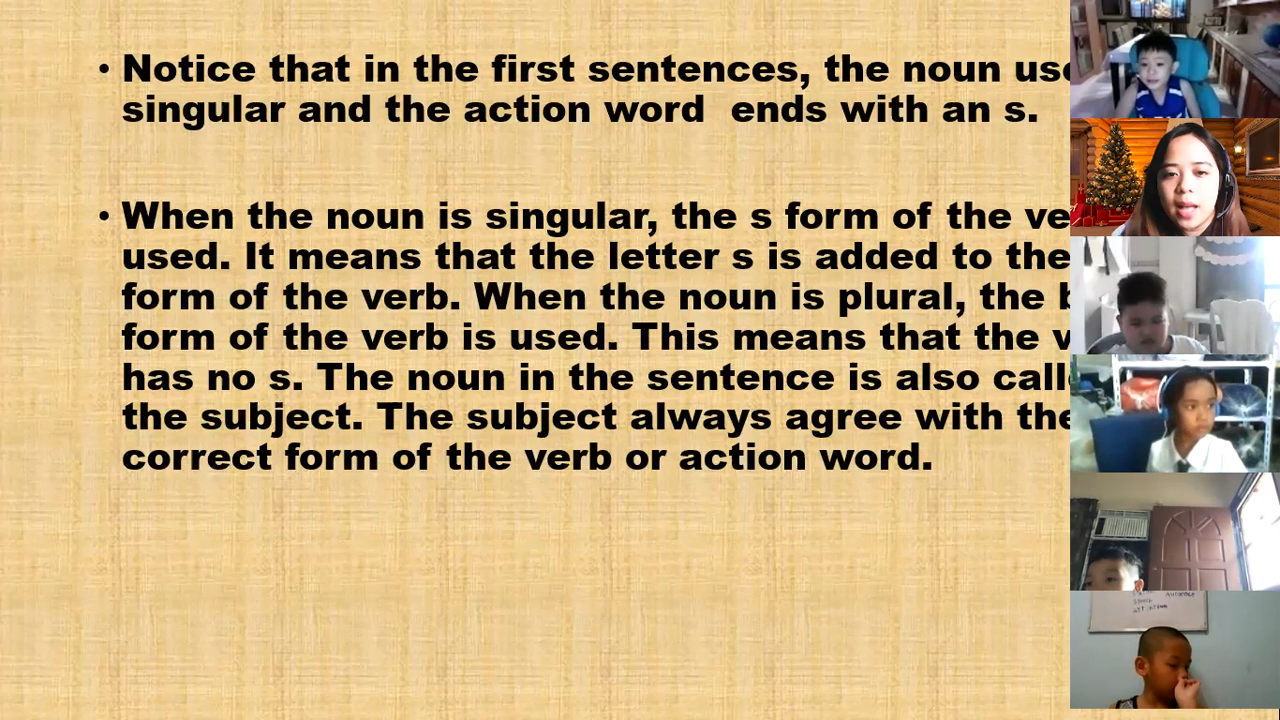 • Notice that in the first sentences, the noun
singular and the action word ends with an s.
• When the noun is singular, the s form of the
used. It means that the letter s is added to the
form of the verb. When the noun is plural, the
form of the verb is used. This means that the
has no s. The noun in the sentence is also
the subject. The subject always agree with the
correct form of the verb or action word.